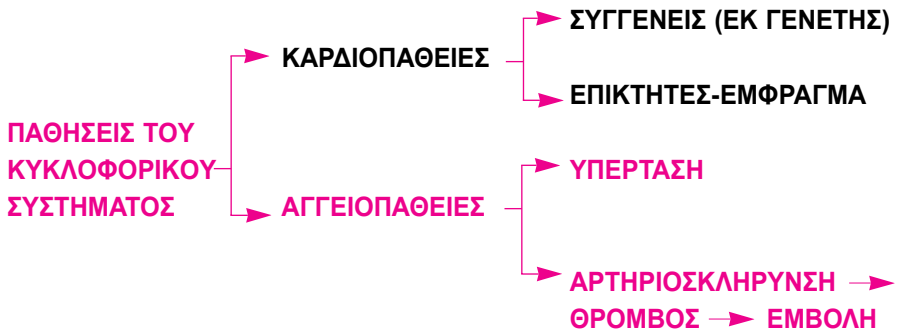 ΠΑΘΗΣΕΙΣ ΤΟΥ
ΚΥΚΛΟΦΟΡΙΚΟΥ
ΣΥΣΤΗΜΑΤΟΣ
ΚΑΡΔΙΟΠΑΘΕΙΕΣ
ΣΥΓΓΕΝΕΙΣ (ΕΚ ΓΕΝΕΤΗΣ)
ΕΠΙΚΤΗΤΕΣ-ΕΜΦΡΑΓΜΑ
ΑΓΓΕΙΟΠΑΘΕΙΕΣ
ΥΠΕΡΤΑΣΗ
ΑΡΤΗΡΙΟΣΚΛΗΡΥΝΣΗ
ΘΡΟΜΒΟΣ → ΕΜΒΟΛΗ